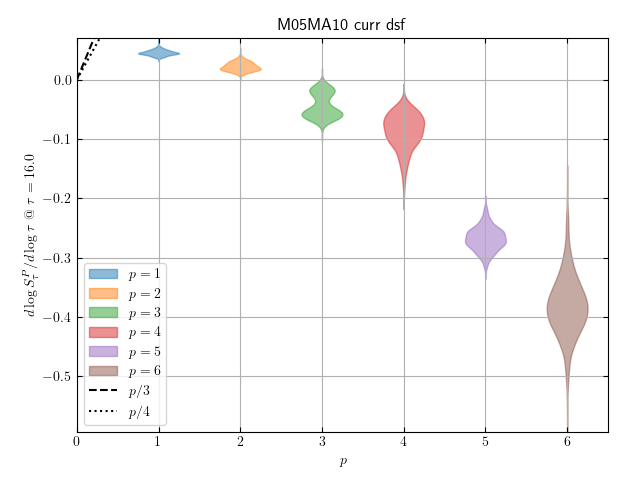 M05MA10 curr dsf
d log S_τ^P / d log τ @ τ = 16.0
0.0
−0.1
−0.2
−0.3
−0.4
−0.5
p = 1
p = 2
p = 3
p = 4
p = 5
p = 6
p/3
p/4
0 1 2 3 4 5 6
p